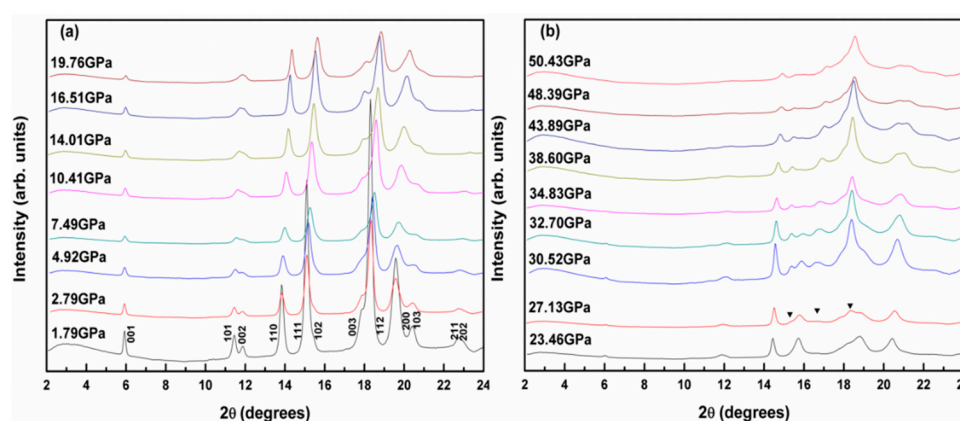 (a)
19.76GPa
16.51GPa
14.01GPa
10.41GPa
7.49GPa
4.92GPa
2.79GPa
1.79GPa
001
101
002
110
111
102
003
112
200
103
211
202
2 4 6 8 10 12 14 16 18 20 22 24
2θ (degrees)
Intensity (arb. units)
(b)
50.43GPa
48.39GPa
43.89GPa
38.60GPa
34.83GPa
32.70GPa
30.52GPa
27.13GPa
23.46GPa
2 4 6 8 10 12 14 16 18 20 22 2
2θ (degrees)
Intensity (arb. units)